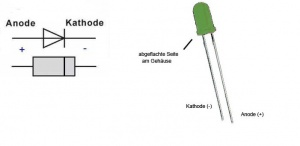 Anode Kathode
+ -
abgeflachte Seite
am Gehäuse
Kathode (-)
Anode (+)